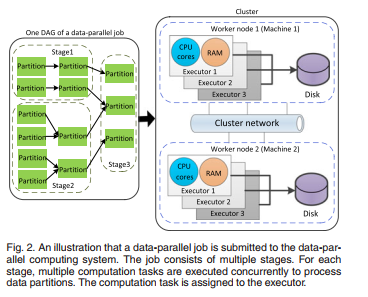 One DAG of a data-parallel job
Stage1
Partition
Partition
Partition
Partition
Partition
Partition
Partition
Partition
Partition
Partition
Partition
Partition
Partition
Stage2
Stage3
Cluster
Worker node 1 (Machine 1)
CPU
cores
RAM
Executor 1
Executor 2
Executor 3
Disk
Cluster network
Worker node 2 (Machine 2)
CPU
cores
RAM
Executor 1
Executor 2
Executor 3
Disk
Fig. 2. An illustration that a data-parallel job is submitted to the data-par-
allel computing system. The job consists of multiple stages. For each
stage, multiple computation tasks are executed concurrently to process
data partitions. The computation task is assigned to the executor.